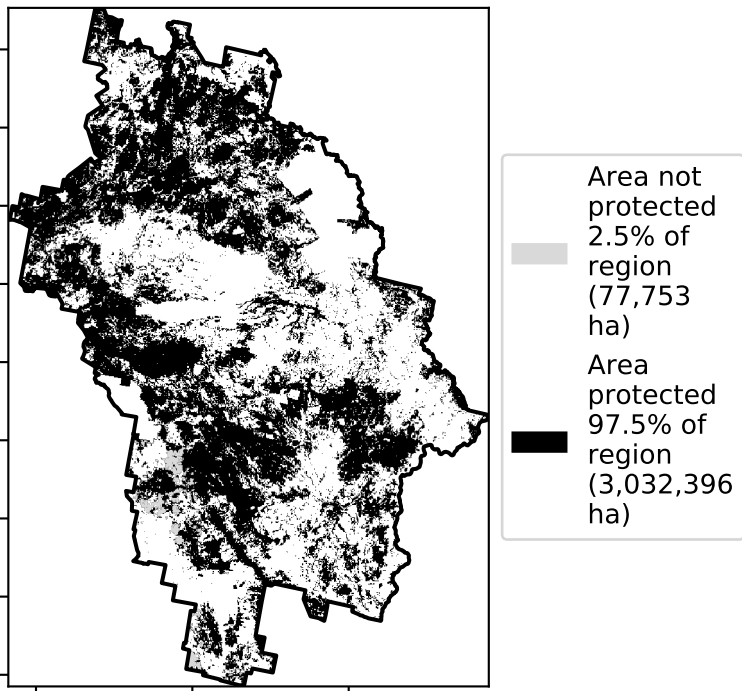 Area not
protected
2.5% of
region
(77,753
ha)
Area
protected
97.5% of
region
(3,032,396
ha)